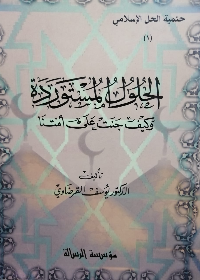 حتمية الحل الإسلامي
(١)
الحلول المستوردة
وكيف جنت على أمتنا
تأليف
الدكتور يوسف القرضاوي
مؤسسة الرسالة